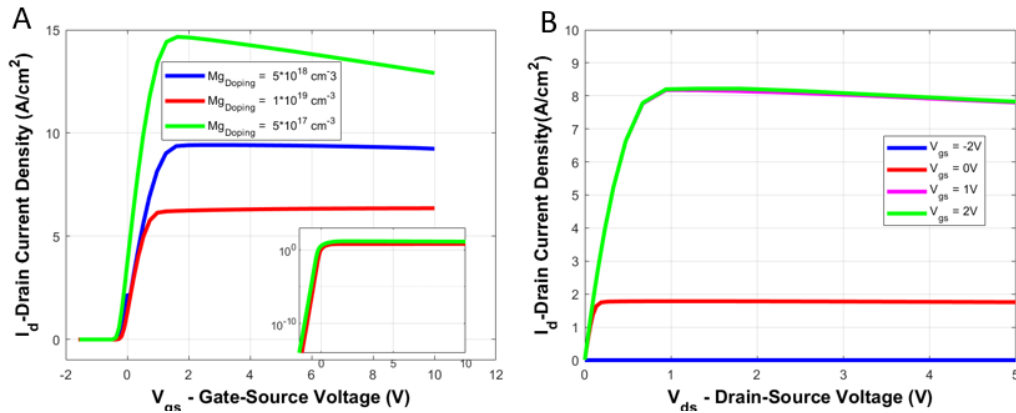 A
I_d-Drain Current Density (A/cm²)
15
10
5
0
Mg_Doping = 5*10^18 cm^-3
Mg_Doping = 1*10^19 cm^-3
Mg_Doping = 5*10^17 cm^-3
10^0
10^-10
0 5 10
-2 0 2 4 6 8 10 12
V_gs - Gate-Source Voltage (V)
B
I_d-Drain Current Density(A/cm²)
10
9
8
7
6
5
4
3
2
1
0
V_gs = -2V
V_gs = 0V
V_gs = 1V
V_gs = 2V
0 1 2 3 4 5
V_ds - Drain-Source Voltage (V)